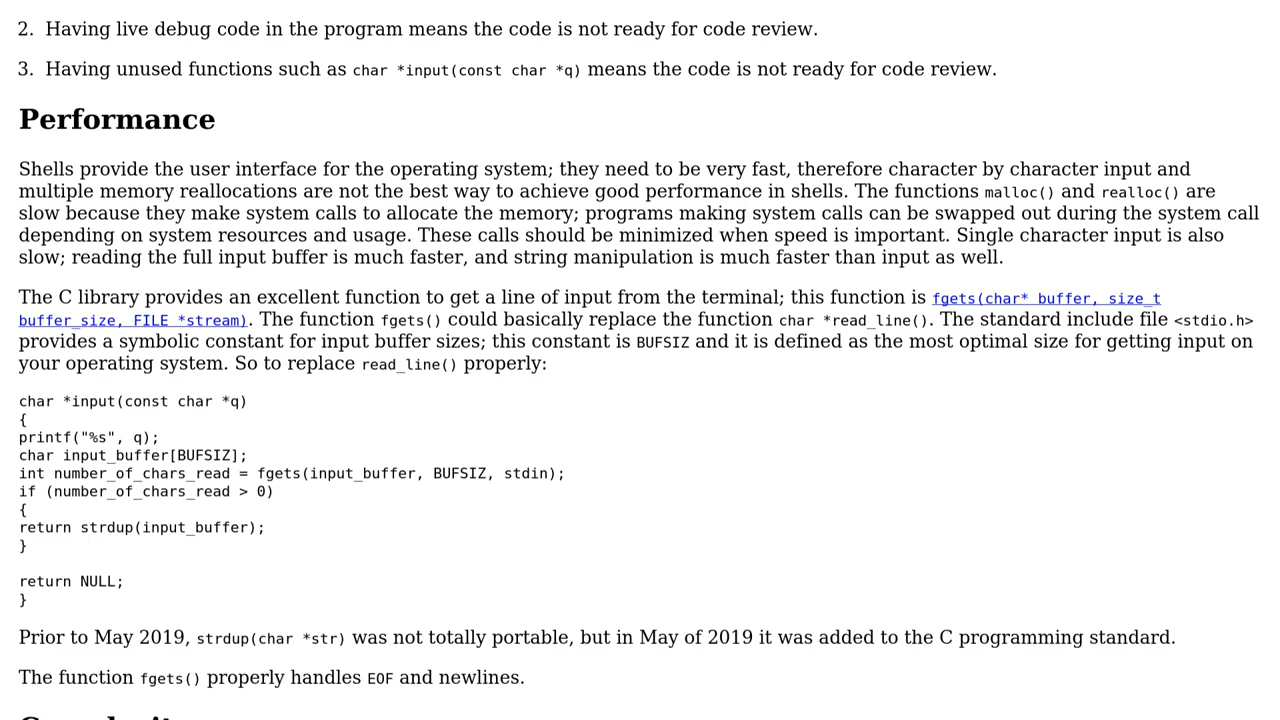 2. Having live debug code in the program means the code is not ready for code review.
3. Having unused functions such as char *input(const char *q) means the code is not ready for code review.
Performance
Shells provide the user interface for the operating system; they need to be very fast, therefore character by character input and
multiple memory reallocations are not the best way to achieve good performance in shells. The functions malloc() and realloc() are
slow because they make system calls to allocate the memory; programs making system calls can be swapped out during the system call
depending on system resources and usage. These calls should be minimized when speed is important. Single character input is also
slow; reading the full input buffer is much faster, and string manipulation is much faster than input as well.
The C library provides an excellent function to get a line of input from the terminal; this function is fgets(char* buffer, size_t
buffer_size, FILE *stream). The function fgets() could basically replace the function char *read_line(). The standard include file <stdio.h>
provides a symbolic constant for input buffer sizes; this constant is BUFSIZ and it is defined as the most optimal size for getting input on
your operating system. So to replace read_line() properly:
char *input(const char *q)
{
printf("%s", q);
char input_buffer[BUFSIZ];
int number_of_chars_read = fgets(input_buffer, BUFSIZ, stdin);
if (number_of_chars_read > 0)
{
return strdup(input_buffer);
}
return NULL;
}
Prior to May 2019, strdup(char *str) was not totally portable, but in May of 2019 it was added to the C programming standard.
The function fgets() properly handles EOF and newlines.